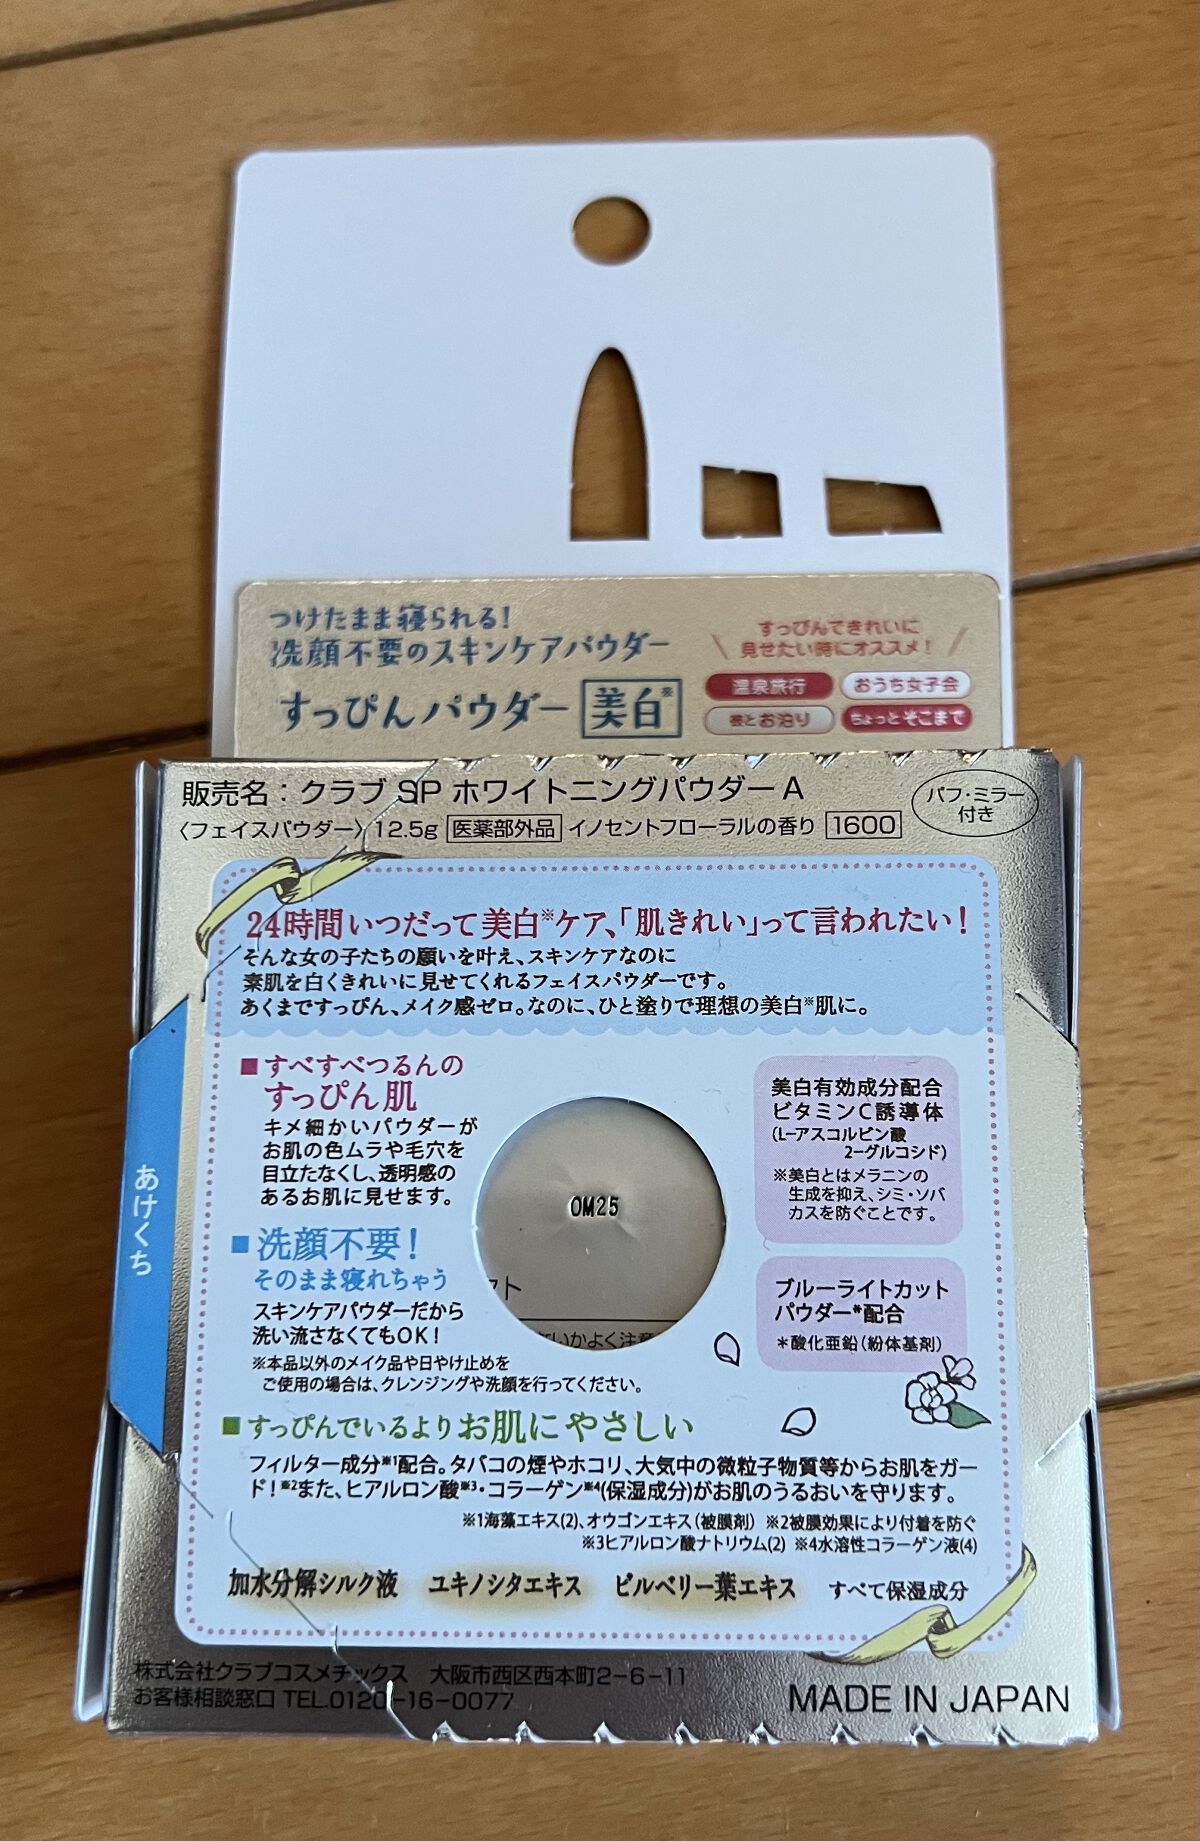 つけたまま寝られる!
洗顔不要のスキンケアパウダー
すっぴんパウダー 美白※
すっぴんできれいに
見せたい時にオススメ!
温泉旅行
おうち女子会
彼とお泊り
ちょっとそこまで
販売名：クラブ SP ホワイトニングパウダー A
〈フェイスパウダー〉12.5g 医薬部外品 イノセントフローラルの香り 1600
パフ・ミラー
付き
24時間いつだって美白※ケア、「肌きれい」って言われたい!
そんな女の子たちの願いを叶え、スキンケアなのに
素肌を白くきれいに見せてくれるフェイスパウダーです。
あくまですっぴん、メイク感ゼロ。なのに、ひと塗りで理想の美白※肌に。
■すべすべつるんの
すっぴん肌
キメ細かいパウダーが
お肌の色ムラや毛穴を
目立たなくし、透明感の
あるお肌に見せます。
美白有効成分配合
ビタミンC誘導体
(L-アスコルビン酸
2-グルコシド)
※美白とはメラニンの
生成を抑え、シミ・ソバ
カスを防ぐことです。
0M25
あけくち
■洗顔不要!
そのまま寝れちゃう
スキンケアパウダーだから
洗い流さなくてもOK!
※本品以外のメイク品や日やけ止めを
ご使用の場合は、クレンジングや洗顔を行ってください。
ブルーライトカット
パウダー*配合
*酸化亜鉛(粉体基剤)
ト
いかよく注意
■すっぴんでいるよりお肌にやさしい
フィルター成分※1配合。タバコの煙やホコリ、大気中の微粒子物質等からお肌をガー
ド!※2また、ヒアルロン酸※3・コラーゲン※4(保湿成分)がお肌のうるおいを守ります。
※1海藻エキス(2)、オウゴンエキス(被膜剤) ※2被膜効果により付着を防ぐ
※3ヒアルロン酸ナトリウム(2) ※4水溶性コラーゲン液(4)
加水分解シルク液 ユキノシタエキス ビルベリー葉エキス すべて保湿成分
株式会社クラブコスメチックス 大阪市西区西本町2-6-11
お客様相談窓口 TEL.0120-16-0077
MADE IN JAPAN